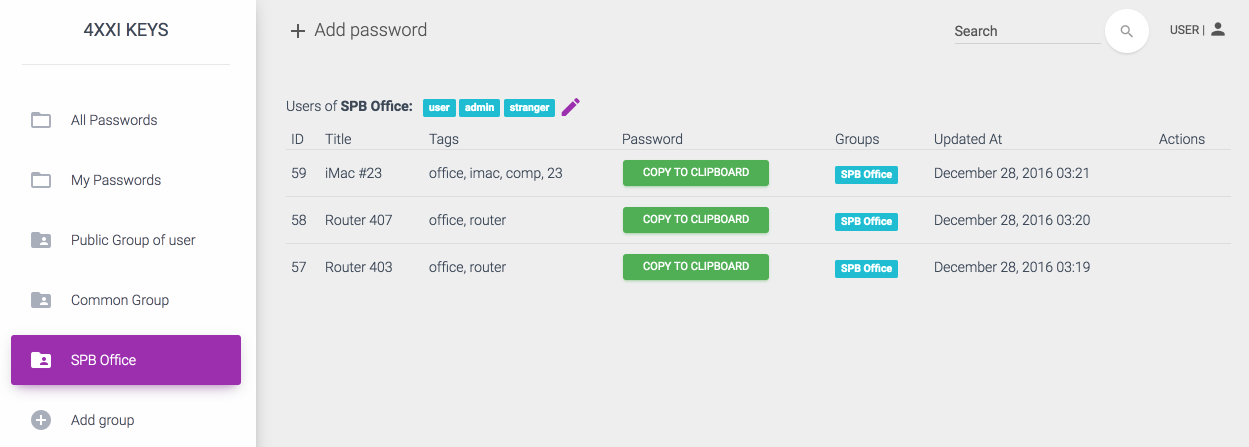 4XXI KEYS
All Passwords
My Passwords
Public Group of user
Common Group
SPB Office
Add group
Add password
Search
USER |
Users of SPB Office: user admin stranger
ID Title Tags Password Groups Updated At Actions
59 iMac #23 office, imac, comp, 23 COPY TO CLIPBOARD SPB Office December 28, 2016 03:21
58 Router 407 office, router COPY TO CLIPBOARD SPB Office December 28, 2016 03:20
57 Router 403 office, router COPY TO CLIPBOARD SPB Office December 28, 2016 03:19